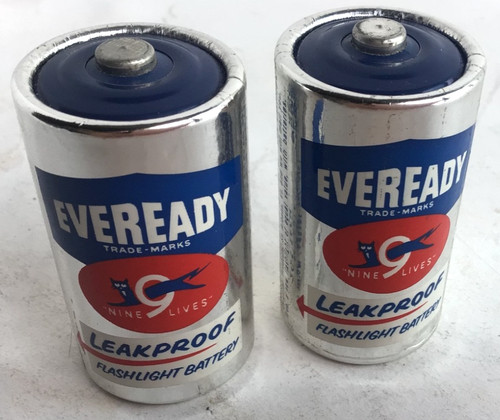 EVEREADY
TRADE-MARKS
9
"NINE LIVES"
LEAKPROOF
FLASHLIGHT BATTERY
EVEREADY
TRADE-MARKS
9
"NINE LIVES"
LEAKPROOF
FLASHLIGHT BATTERY